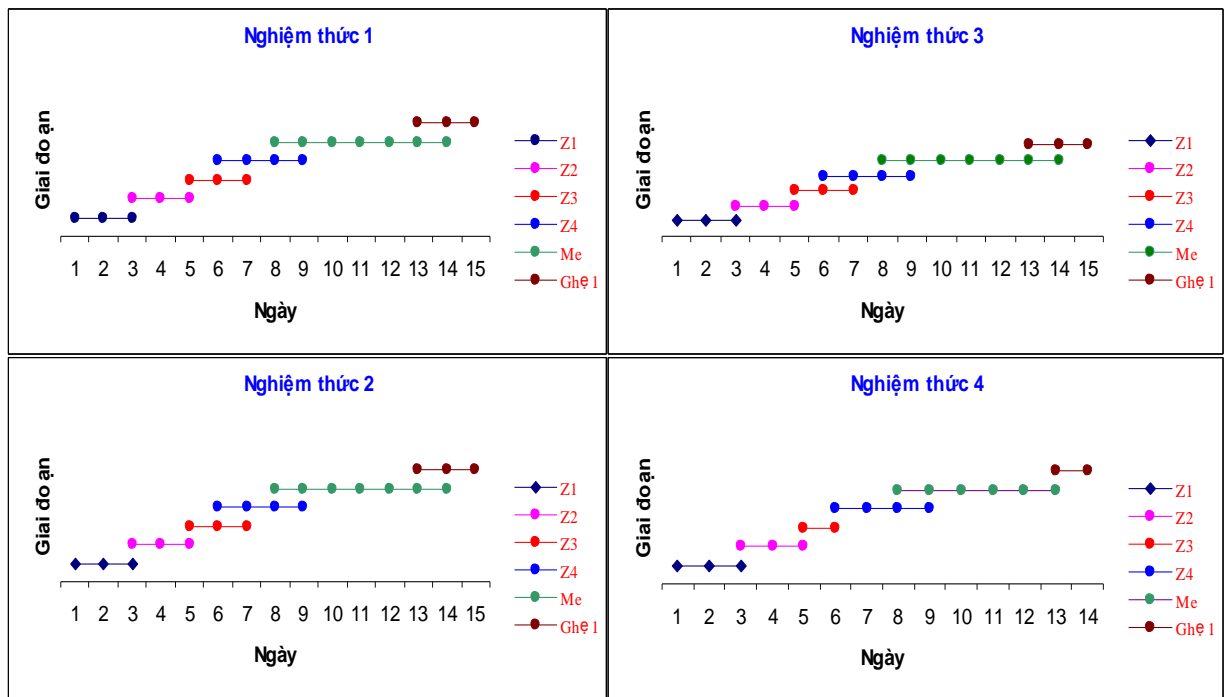 Nghiệm thức 1
Giai đoạn
Z1
Z2
Z3
Z4
Me
Ghẹ 1
1 2 3 4 5 6 7 8 9 10 11 12 13 14 15
Ngày
Nghiệm thức 3
Giai đoạn
Z1
Z2
Z3
Z4
Me
Ghẹ 1
1 2 3 4 5 6 7 8 9 10 11 12 13 14 15
Ngày
Nghiệm thức 2
Giai đoạn
Z1
Z2
Z3
Z4
Me
Ghẹ 1
1 2 3 4 5 6 7 8 9 10 11 12 13 14 15
Ngày
Nghiệm thức 4
Giai đoạn
Z1
Z2
Z3
Z4
Me
Ghẹ 1
1 2 3 4 5 6 7 8 9 10 11 12 13 14
Ngày